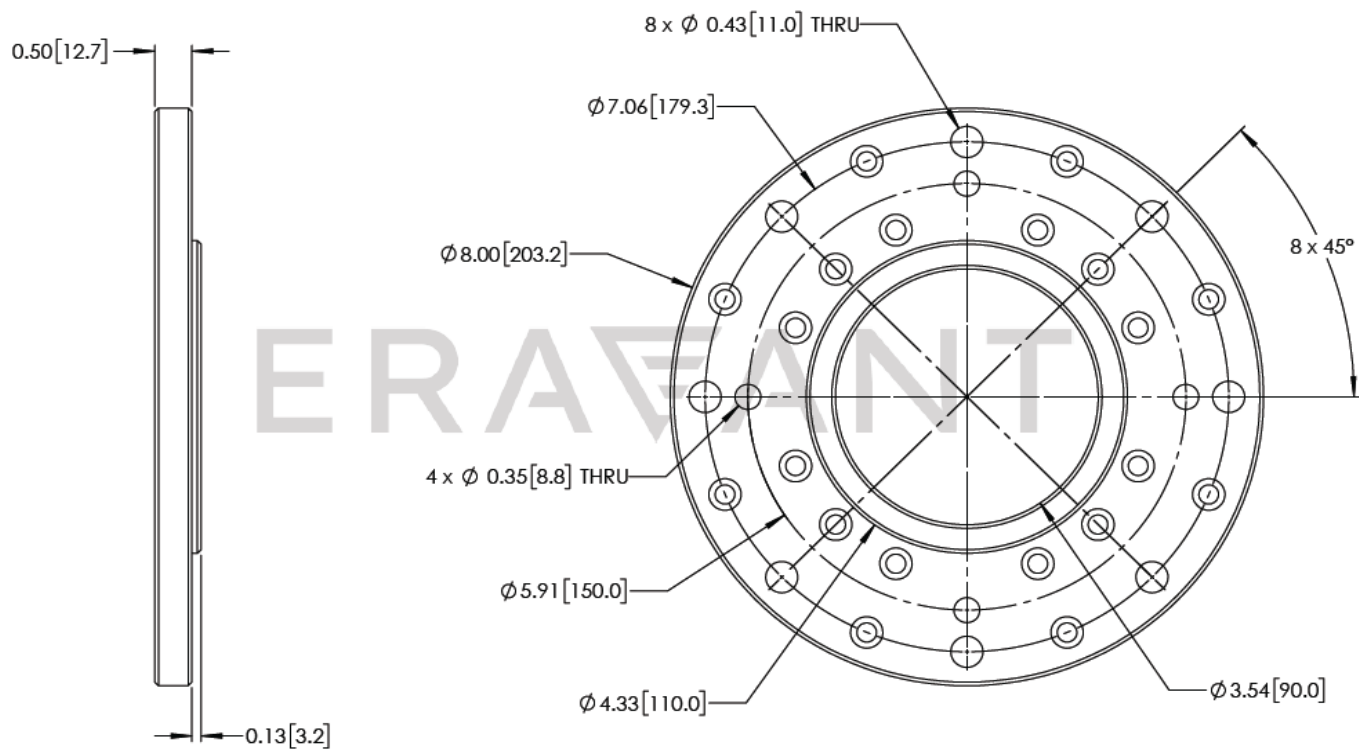 8 x Ø 0.43[11.0] THRU
0.50[12.7]
Ø7.06[179.3]
8 x 45°
Ø8.00[203.2]
ERAVANT
4 x Ø 0.35[8.8] THRU
Ø5.91[150.0]
Ø4.33[110.0]
Ø3.54[90.0]
0.13[3.2]